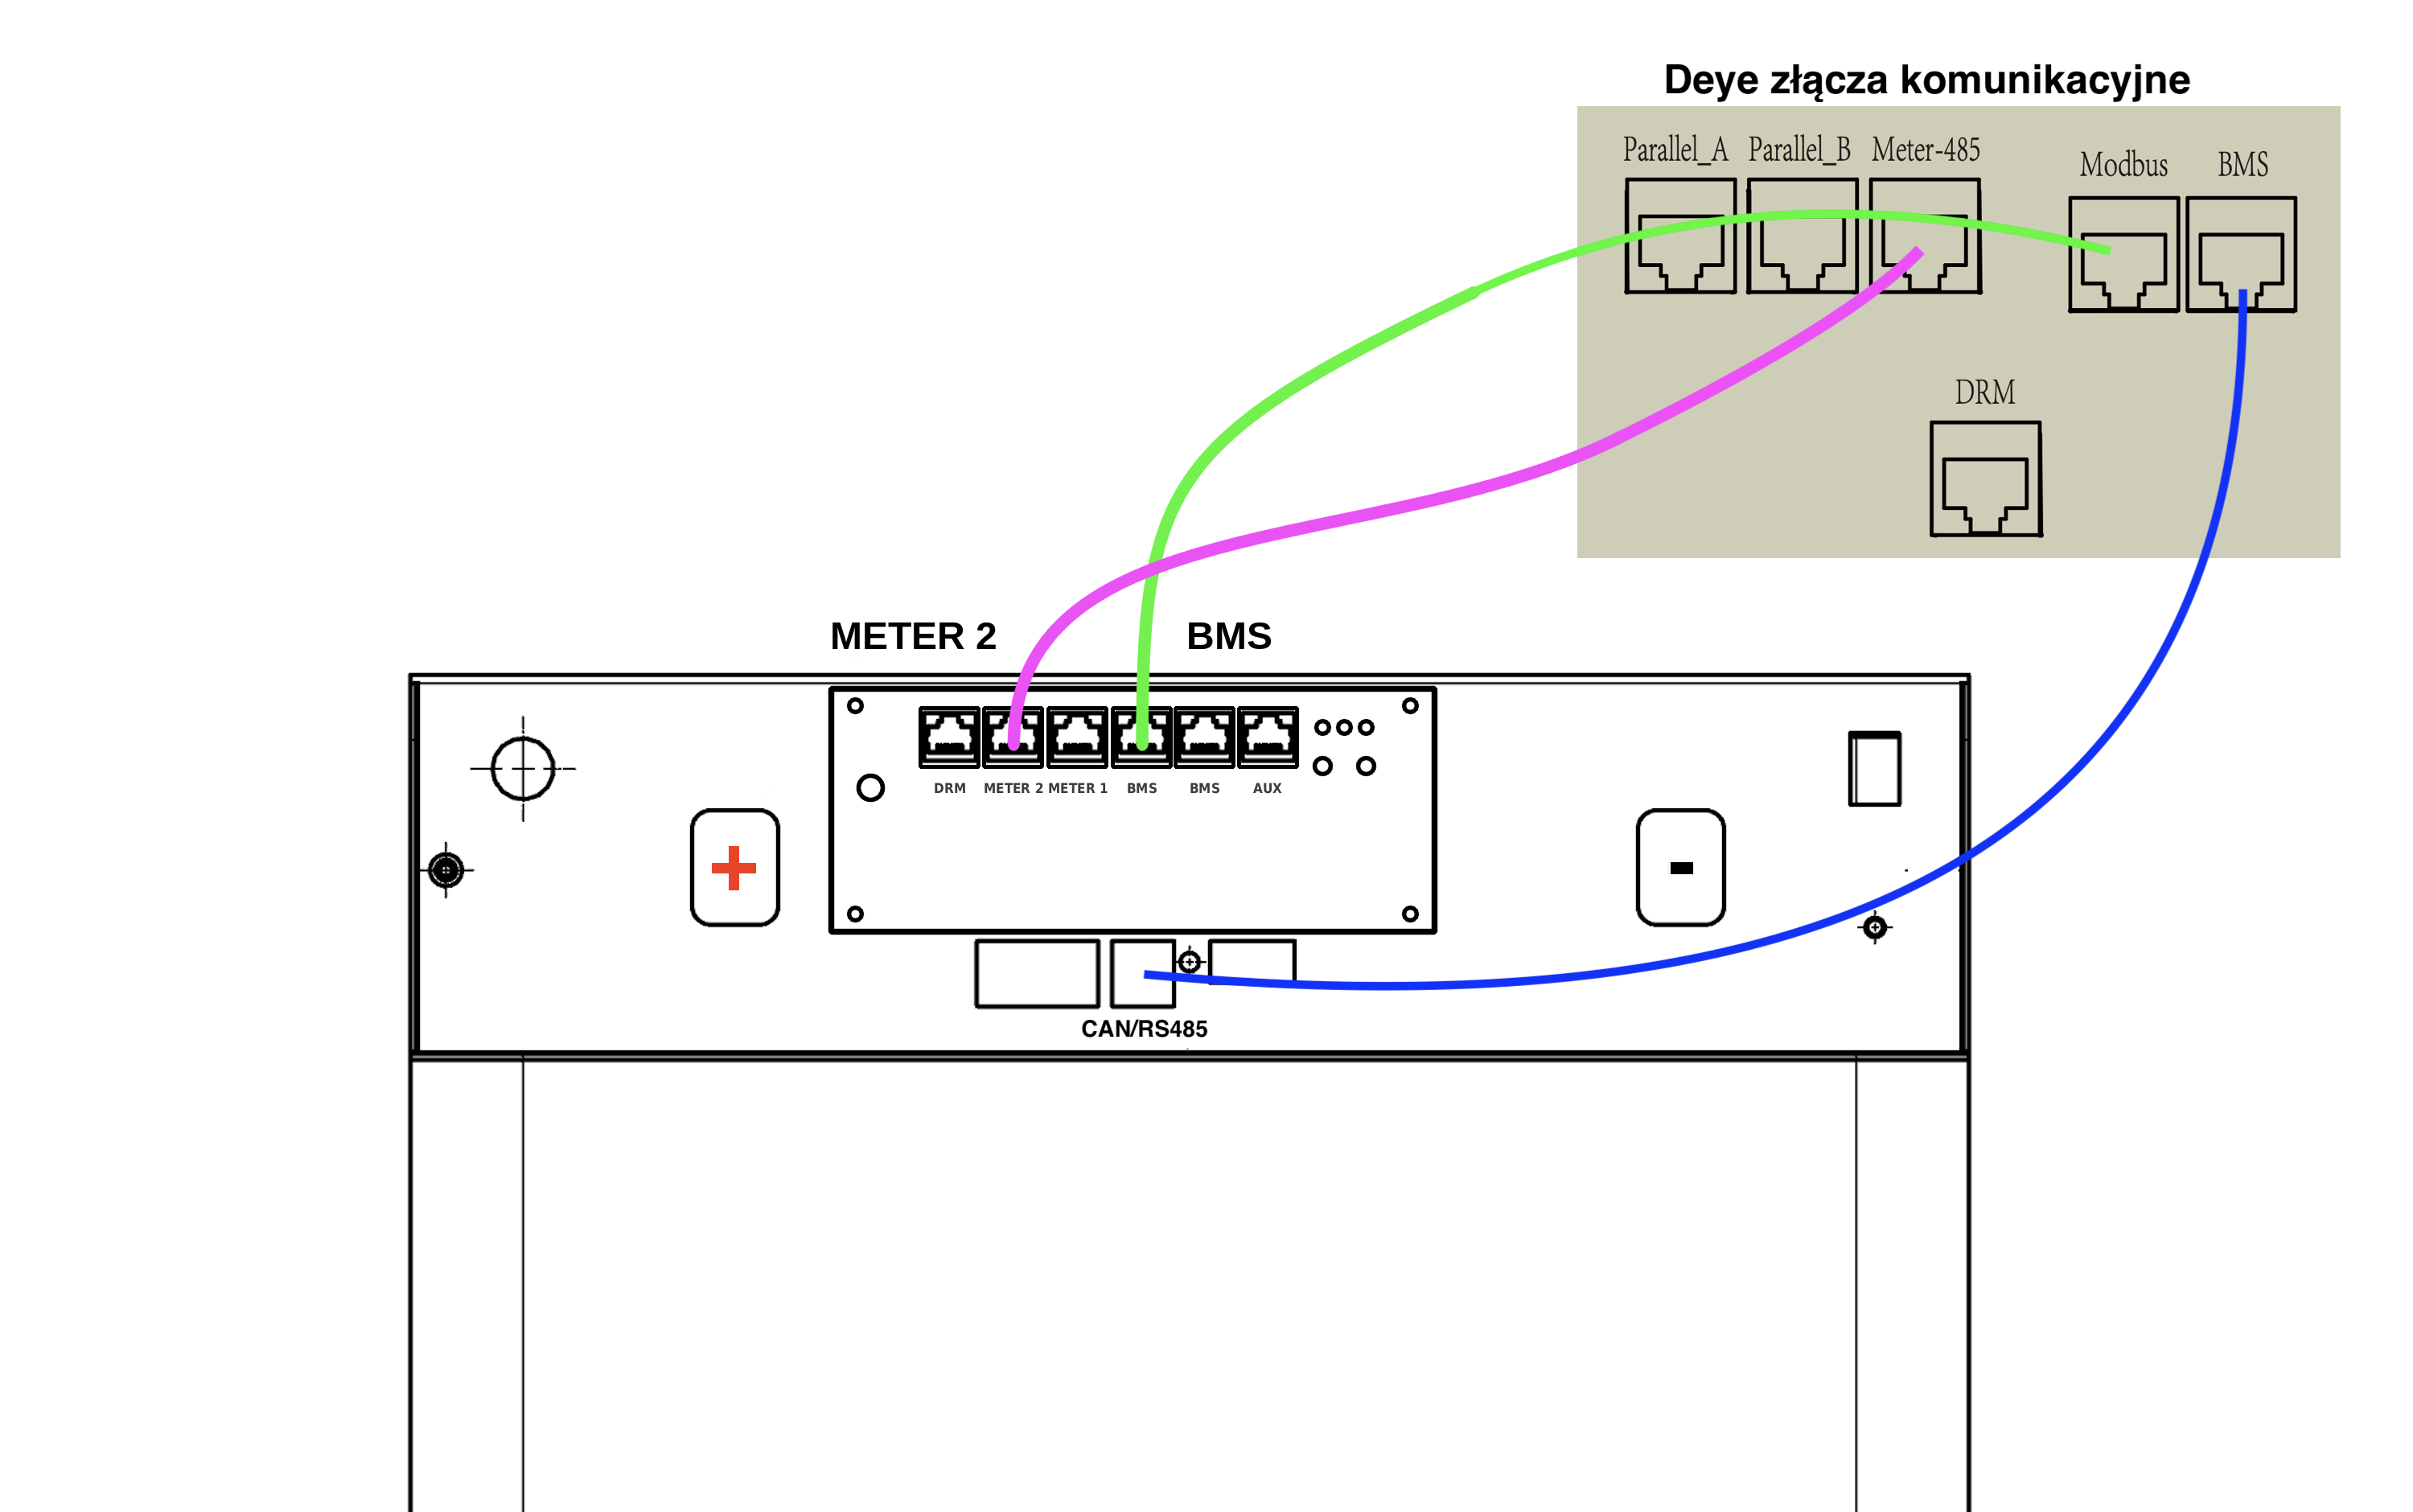 Deye złącza komunikacyjne
Parallel_A Parallel_B Meter-485
Modbus BMS
DRM
METER 2 BMS
DRM METER 2 METER 1 BMS BMS AUX
+ -
CAN/RS485